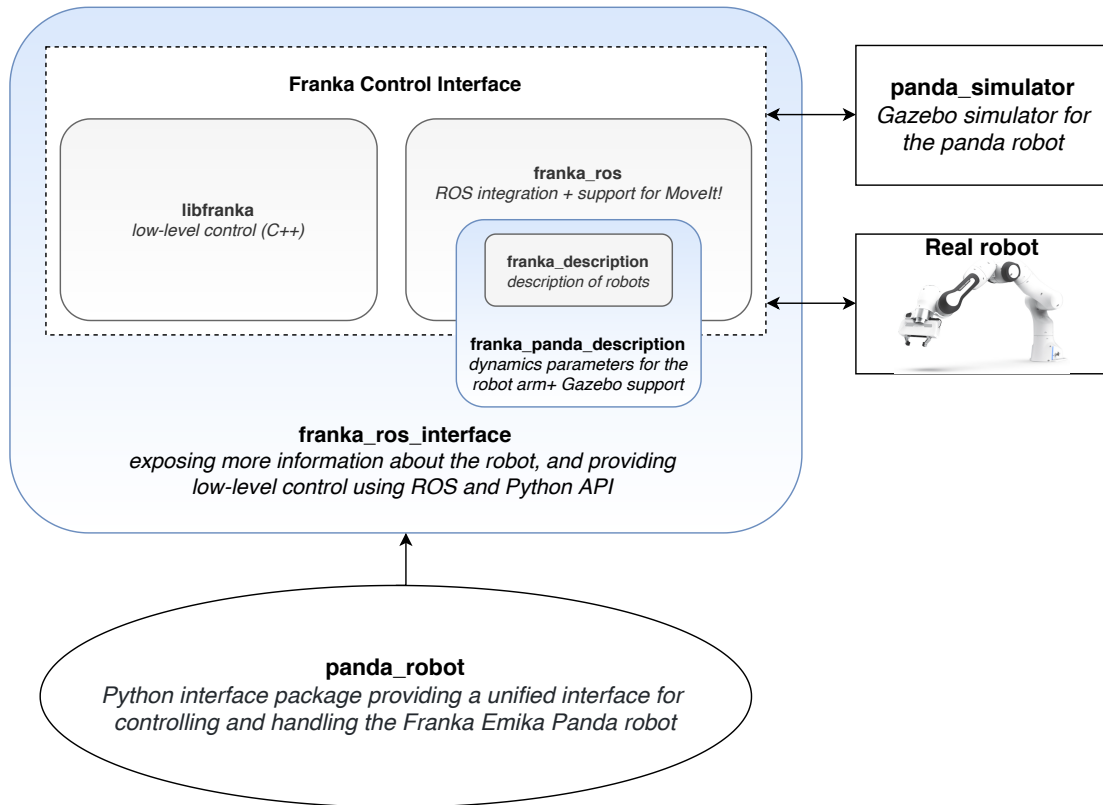 Franka Control Interface
libfranka
low-level control (C++)
franka_ros
ROS integration + support for MoveIt!
franka_description
description of robots
franka_panda_description
dynamics parameters for the
robot arm+ Gazebo support
franka_ros_interface
exposing more information about the robot, and providing
low-level control using ROS and Python API
panda_simulator
Gazebo simulator for
the panda robot
Real robot
panda_robot
Python interface package providing a unified interface for
controlling and handling the Franka Emika Panda robot